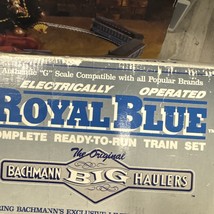 Authentic "G" Scale Compatible with all Popular Brands
ELECTRICALLY OPERATED
ROYAL BLUE
COMPLETE READY-TO-RUN TRAIN SET
The Original
BACHMANN BIG HAULERS
BACHMANN'S EXCLUSIVE